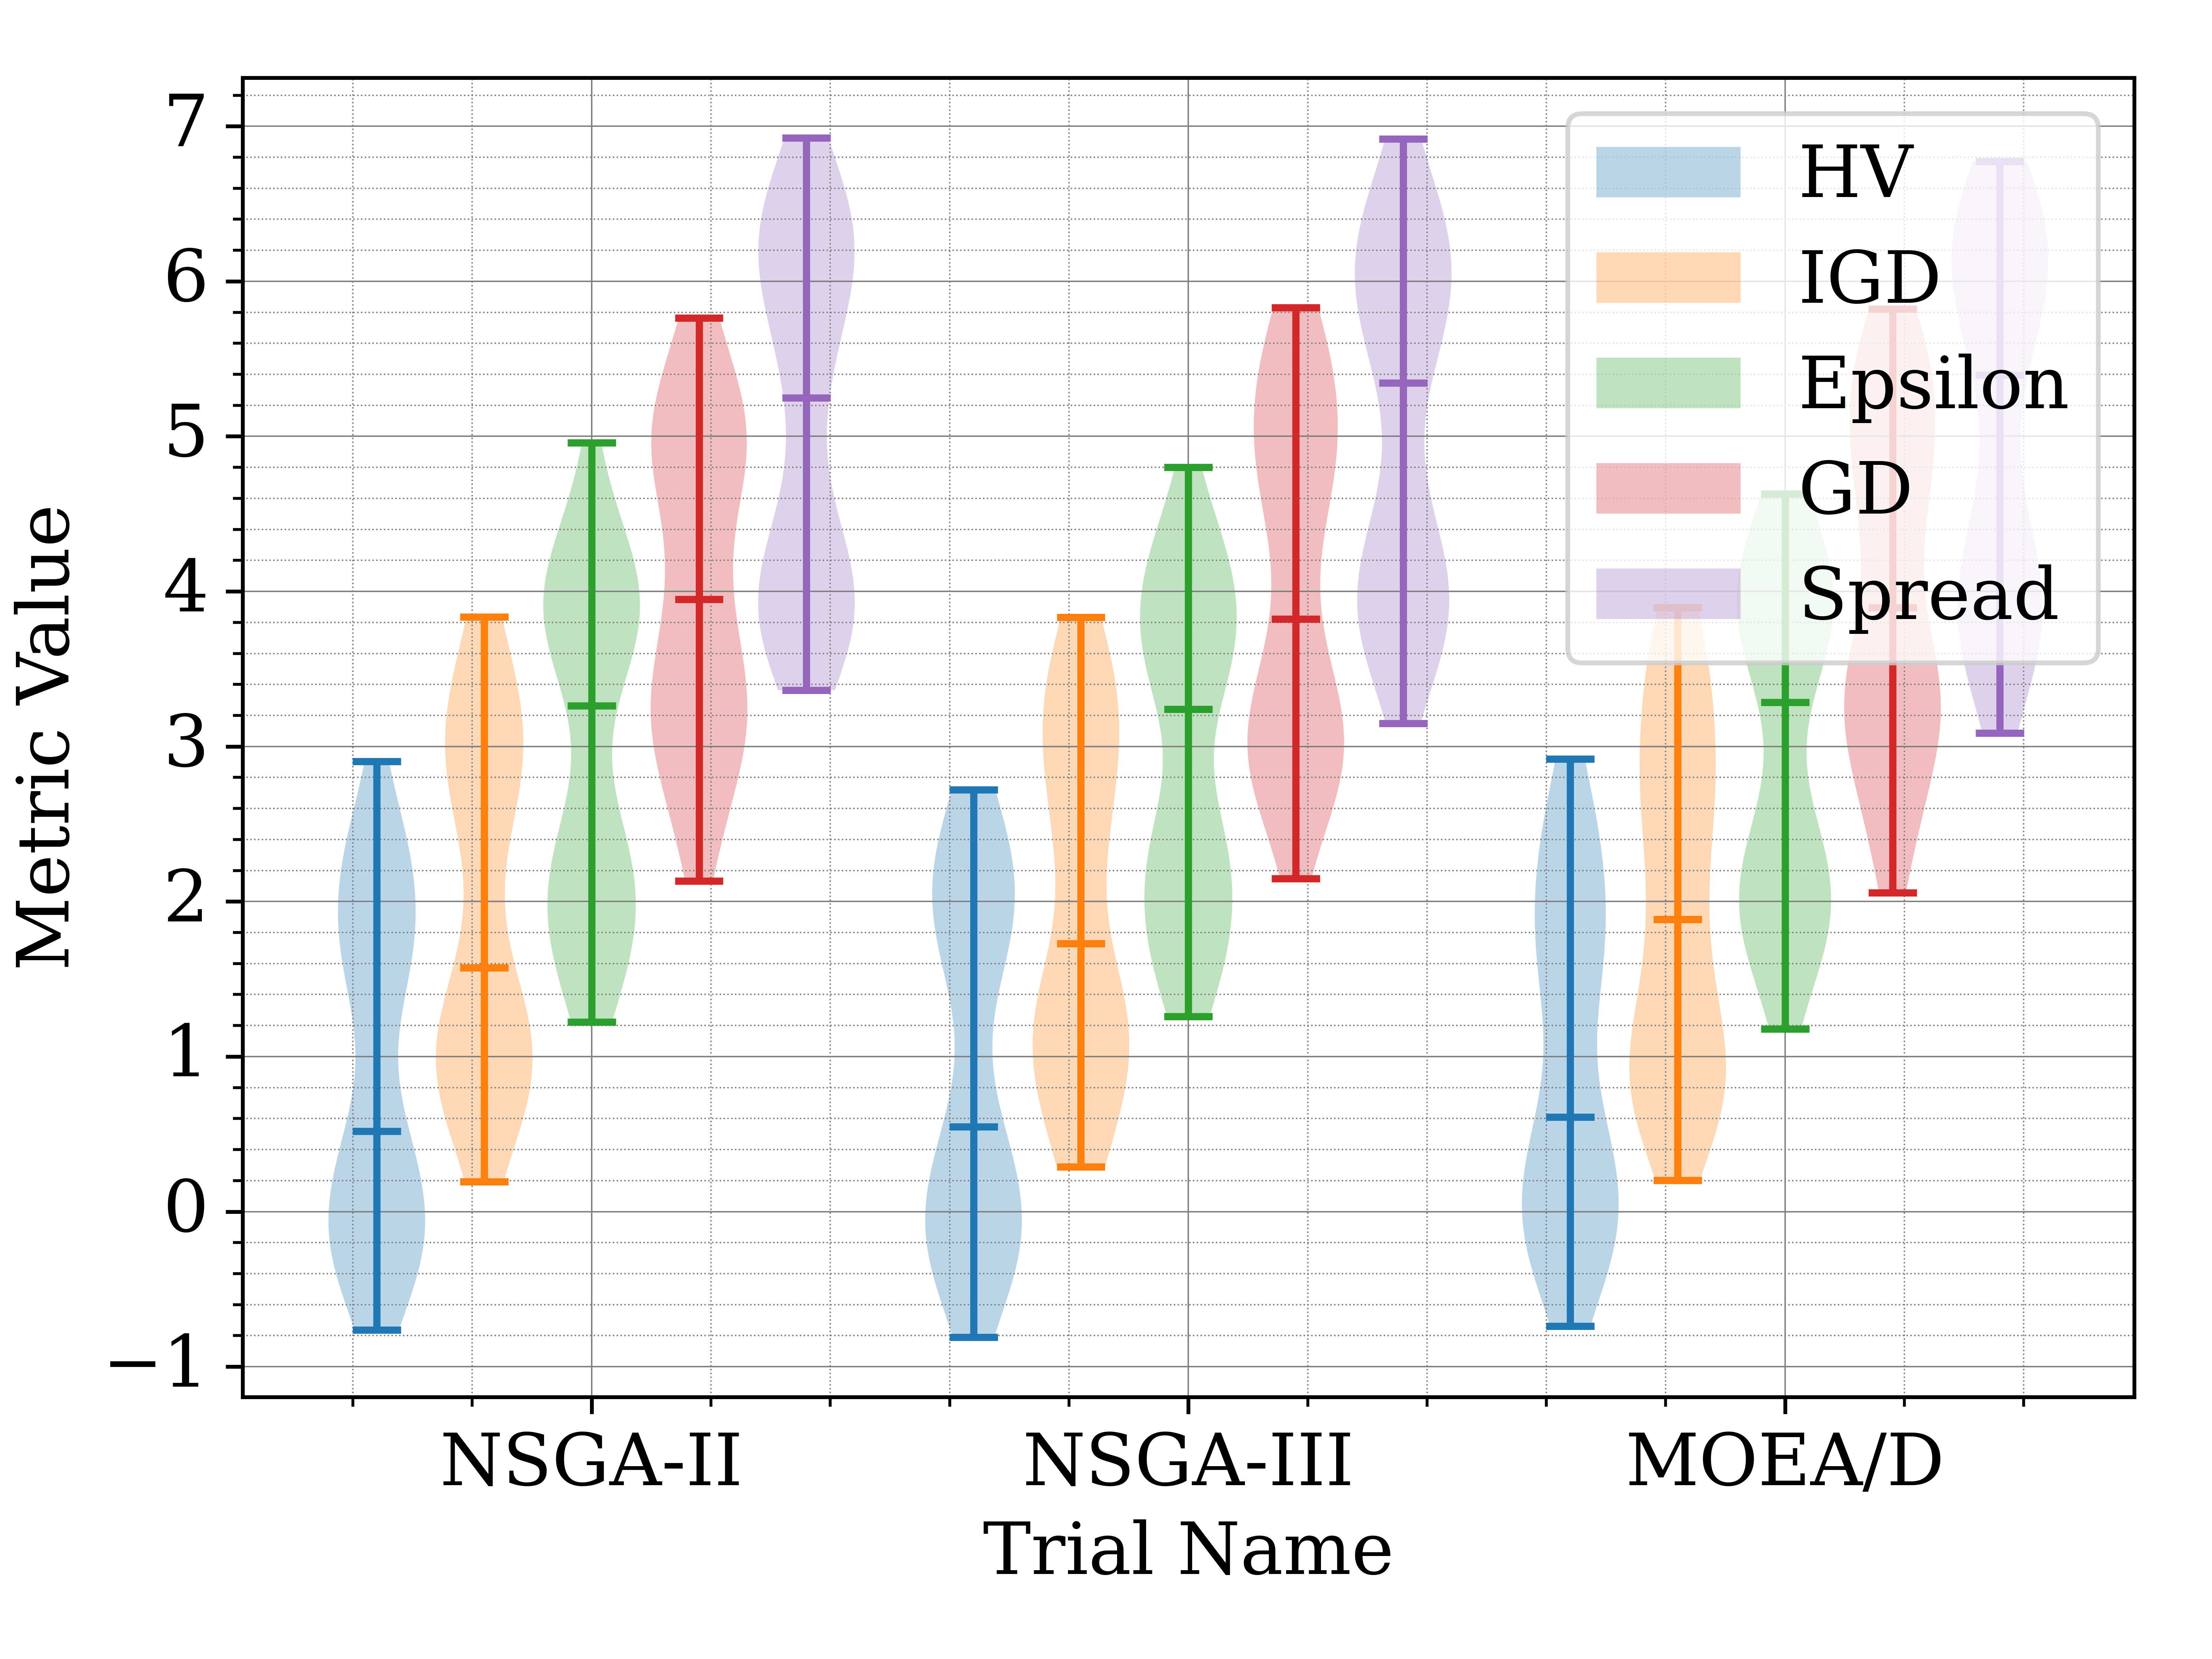 7
6
5
4
3
2
1
0
−1
Metric Value
HV
IGD
Epsilon
GD
Spread
NSGA-II NSGA-III MOEA/D
Trial Name